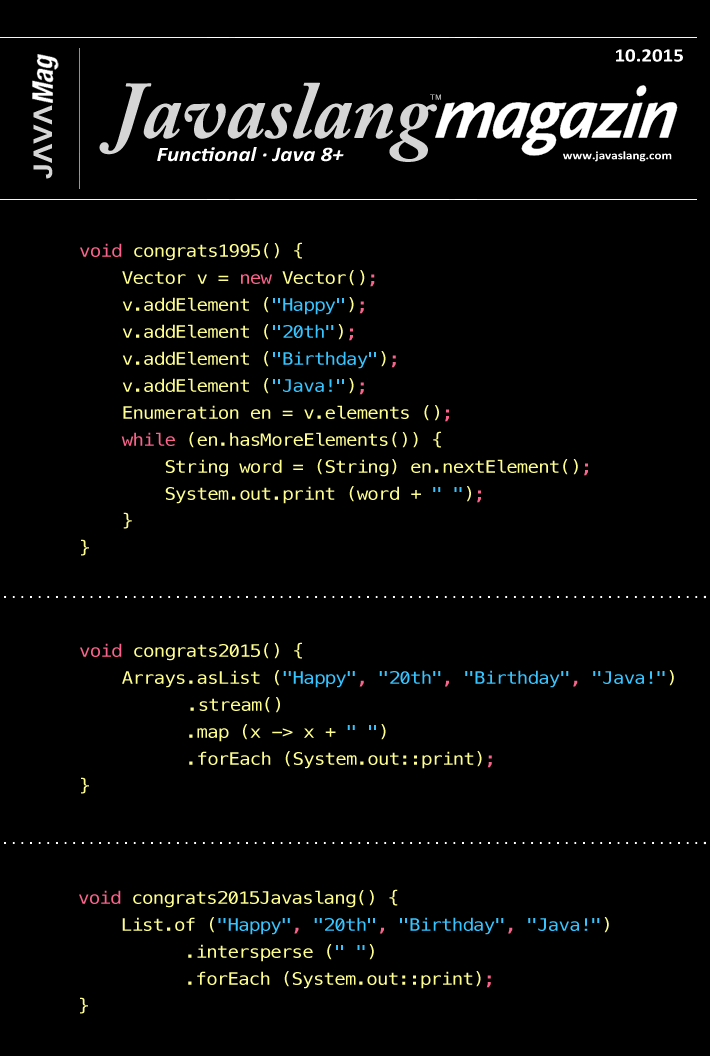 10.2015
JAVAMag
Javaslang™magazin
Functional · Java 8+
www.javaslang.com
void congrats1995() {
    Vector v = new Vector();
    v.addElement ("Happy");
    v.addElement ("20th");
    v.addElement ("Birthday");
    v.addElement ("Java!");
    Enumeration en = v.elements ();
    while (en.hasMoreElements()) {
        String word = (String) en.nextElement();
        System.out.print (word + " ");
    }
}
void congrats2015() {
    Arrays.asList ("Happy", "20th", "Birthday", "Java!")
          .stream()
          .map (x -> x + " ")
          .forEach (System.out::print);
}
void congrats2015Javaslang() {
    List.of ("Happy", "20th", "Birthday", "Java!")
          .intersperse (" ")
          .forEach (System.out::print);
}